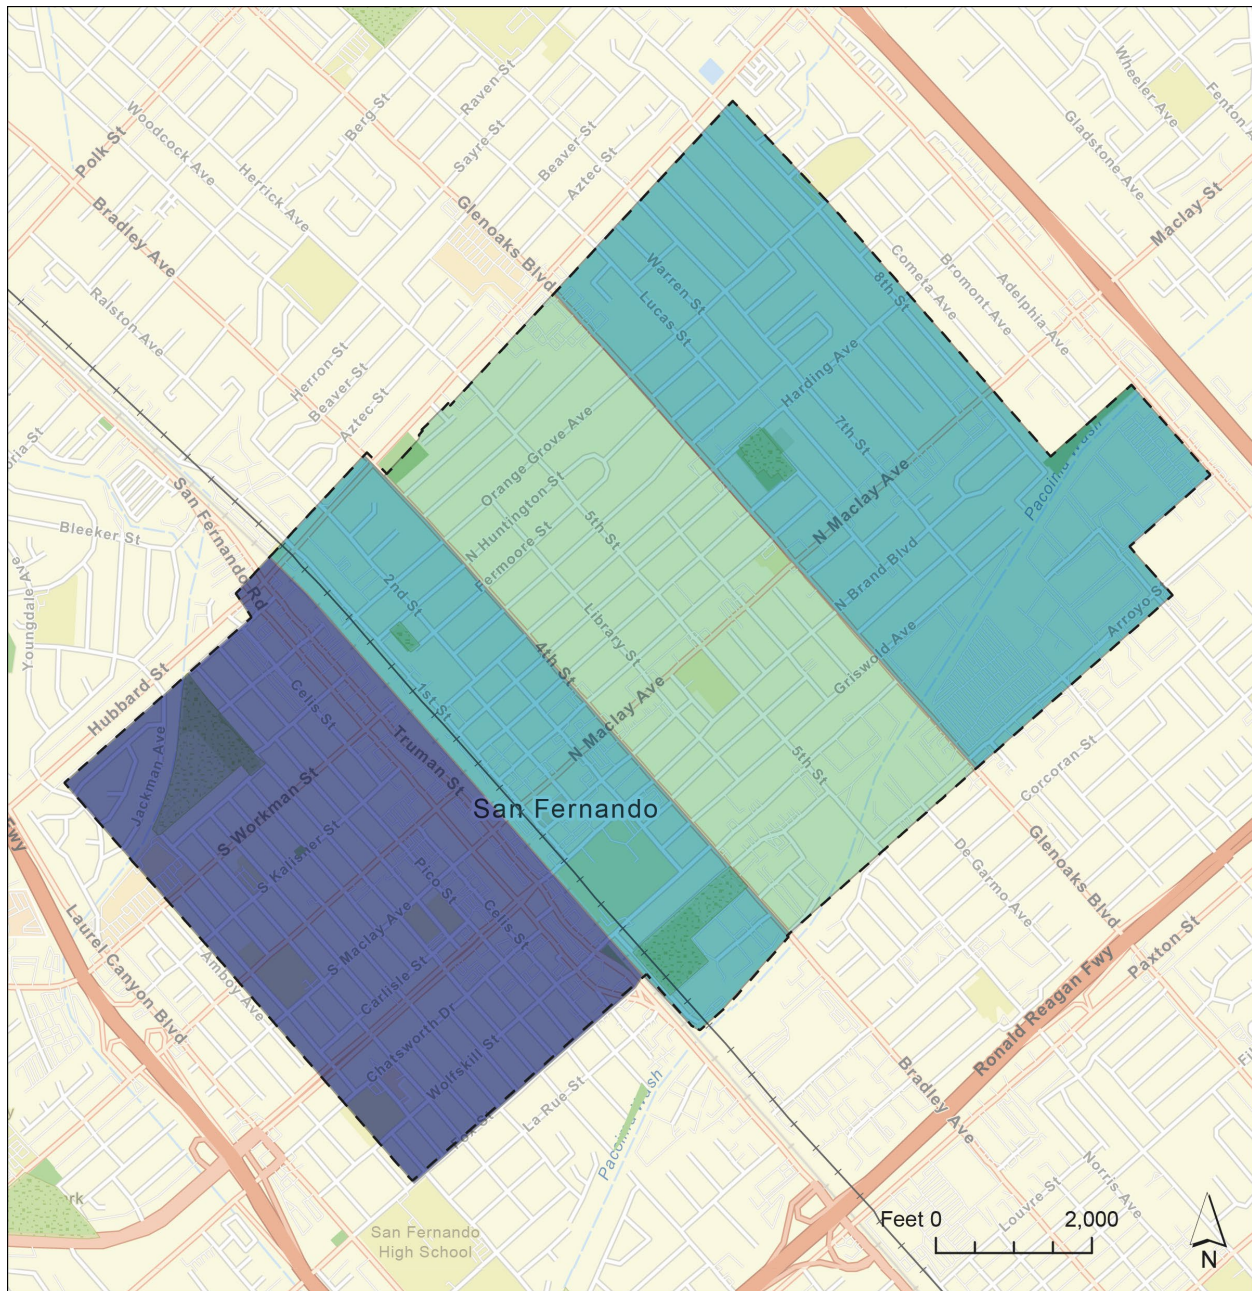 Wheeler Ave
Fenton
Raven St
Berg St
Woodcock Ave
Gladstone Ave
Polk St
Sayre St
Beaver St
Aztec St
Herrick Ave
Maclay St
Bradley Ave
Glenoaks Blvd
Cometa Ave
Bromont Ave
Adelphia Ave
8th St
Warren St
Lucas St
Ralston Ave
Herron St
Beaver St
Aztec St
Harding Ave
7th St
Orange Grove Ave
N Huntington St
5th St
Fermoore St
N Maclay Ave
Pacoima Wash
San Fernando Rd
Bleeker St
Youngdale Ave
N Brand Blvd
2nd St
Library St
4th St
Arroyo S
Griswold Ave
Hubbard St
Cells St
1st St
N Maclay Ave
Truman St
5th St
Corcoran St
Jackman Ave
San Fernando
S Workman St
S Kalisher St
Pico St
Celis St
De Garmo Ave
Glenoaks Blvd
Fwy
Laurel Canyon Blvd
Amboy Ave
S Maclay Ave
Carlisle St
Chatsworth Dr
Wolfskill St
La Rue St
Pacoima Wash
Ronald Reagan Fwy
Paxton St
Bradley Ave
Norris Ave
Louvre St
San Fernando
High School
Feet 0
2,000
N